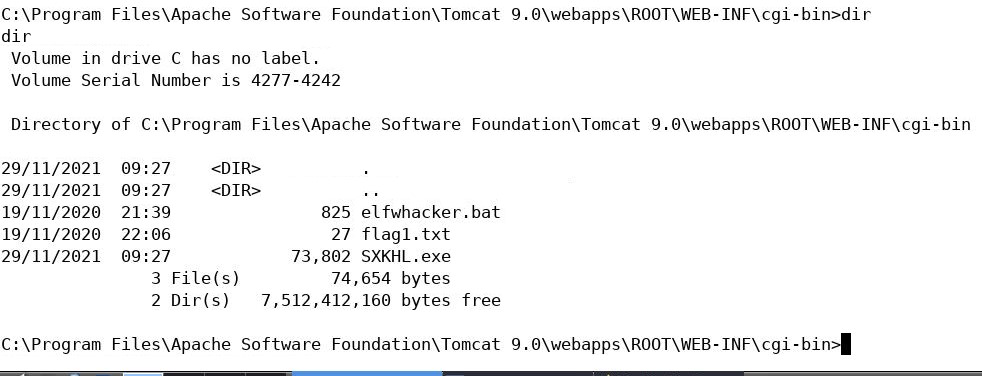 C:\Program Files\Apache Software Foundation\Tomcat 9.0\webapps\ROOT\WEB-INF\cgi-bin>dir
dir
 Volume in drive C has no label.
 Volume Serial Number is 4277-4242

 Directory of C:\Program Files\Apache Software Foundation\Tomcat 9.0\webapps\ROOT\WEB-INF\cgi-bin

29/11/2021  09:27    <DIR>          .
29/11/2021  09:27    <DIR>          ..
19/11/2020  21:39               825 elfwhacker.bat
19/11/2020  22:06                27 flag1.txt
29/11/2021  09:27            73,802 SXKHL.exe
               3 File(s)         74,654 bytes
               2 Dir(s)   7,512,412,160 bytes free

C:\Program Files\Apache Software Foundation\Tomcat 9.0\webapps\ROOT\WEB-INF\cgi-bin>